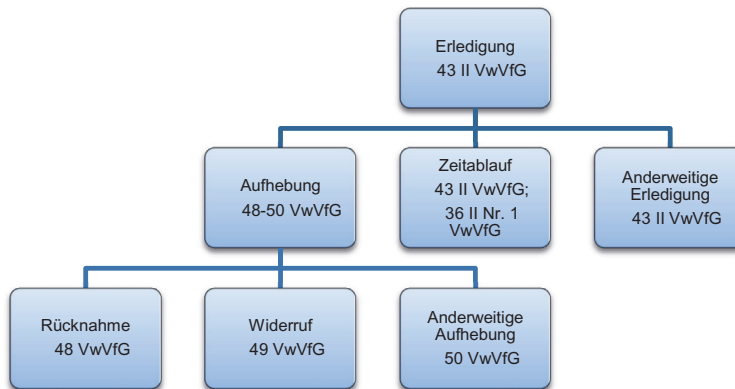 Erledigung
43 II VwVfG
Aufhebung
48-50 VwVfG
Zeitablauf
43 II VwVfG;
36 II Nr. 1
VwVfG
Anderweitige
Erledigung
43 II VwVfG
Rücknahme
48 VwVfG
Widerruf
49 VwVfG
Anderweitige
Aufhebung
50 VwVfG